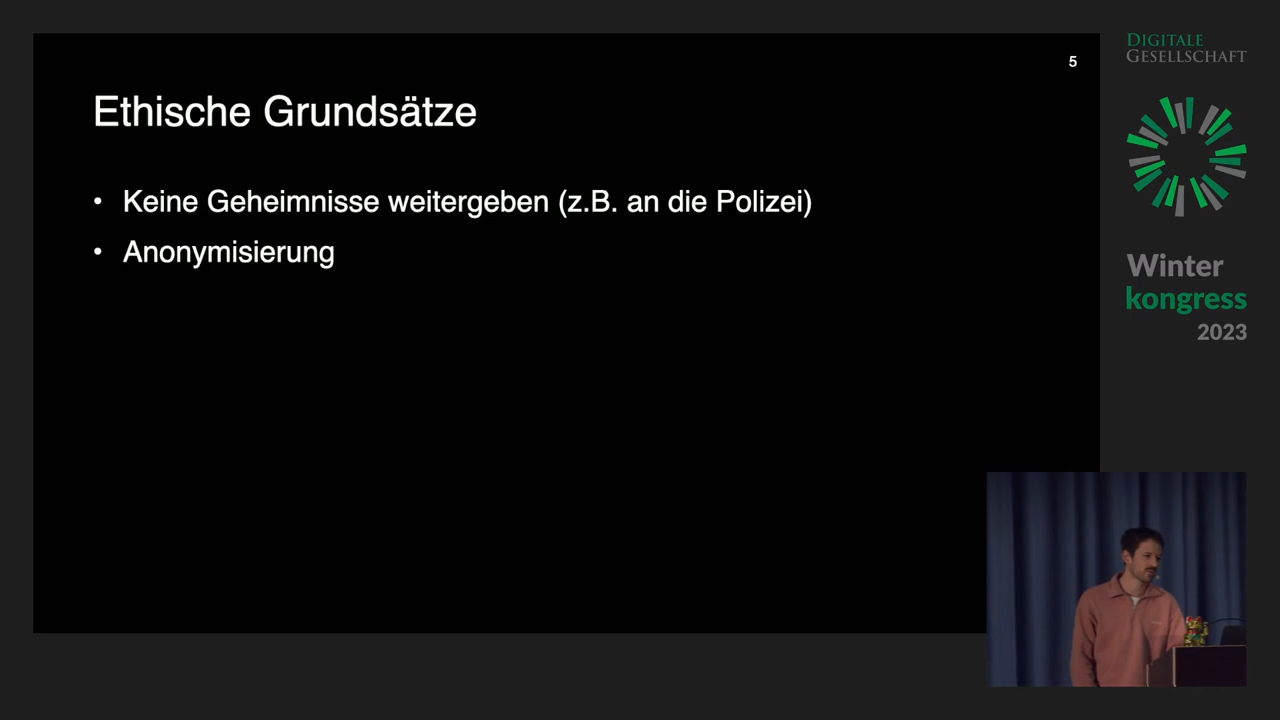 5
Ethische Grundsätze
• Keine Geheimnisse weitergeben (z.B. an die Polizei)
• Anonymisierung
DIGITALE
GESELLSCHAFT
Winter
kongress
2023